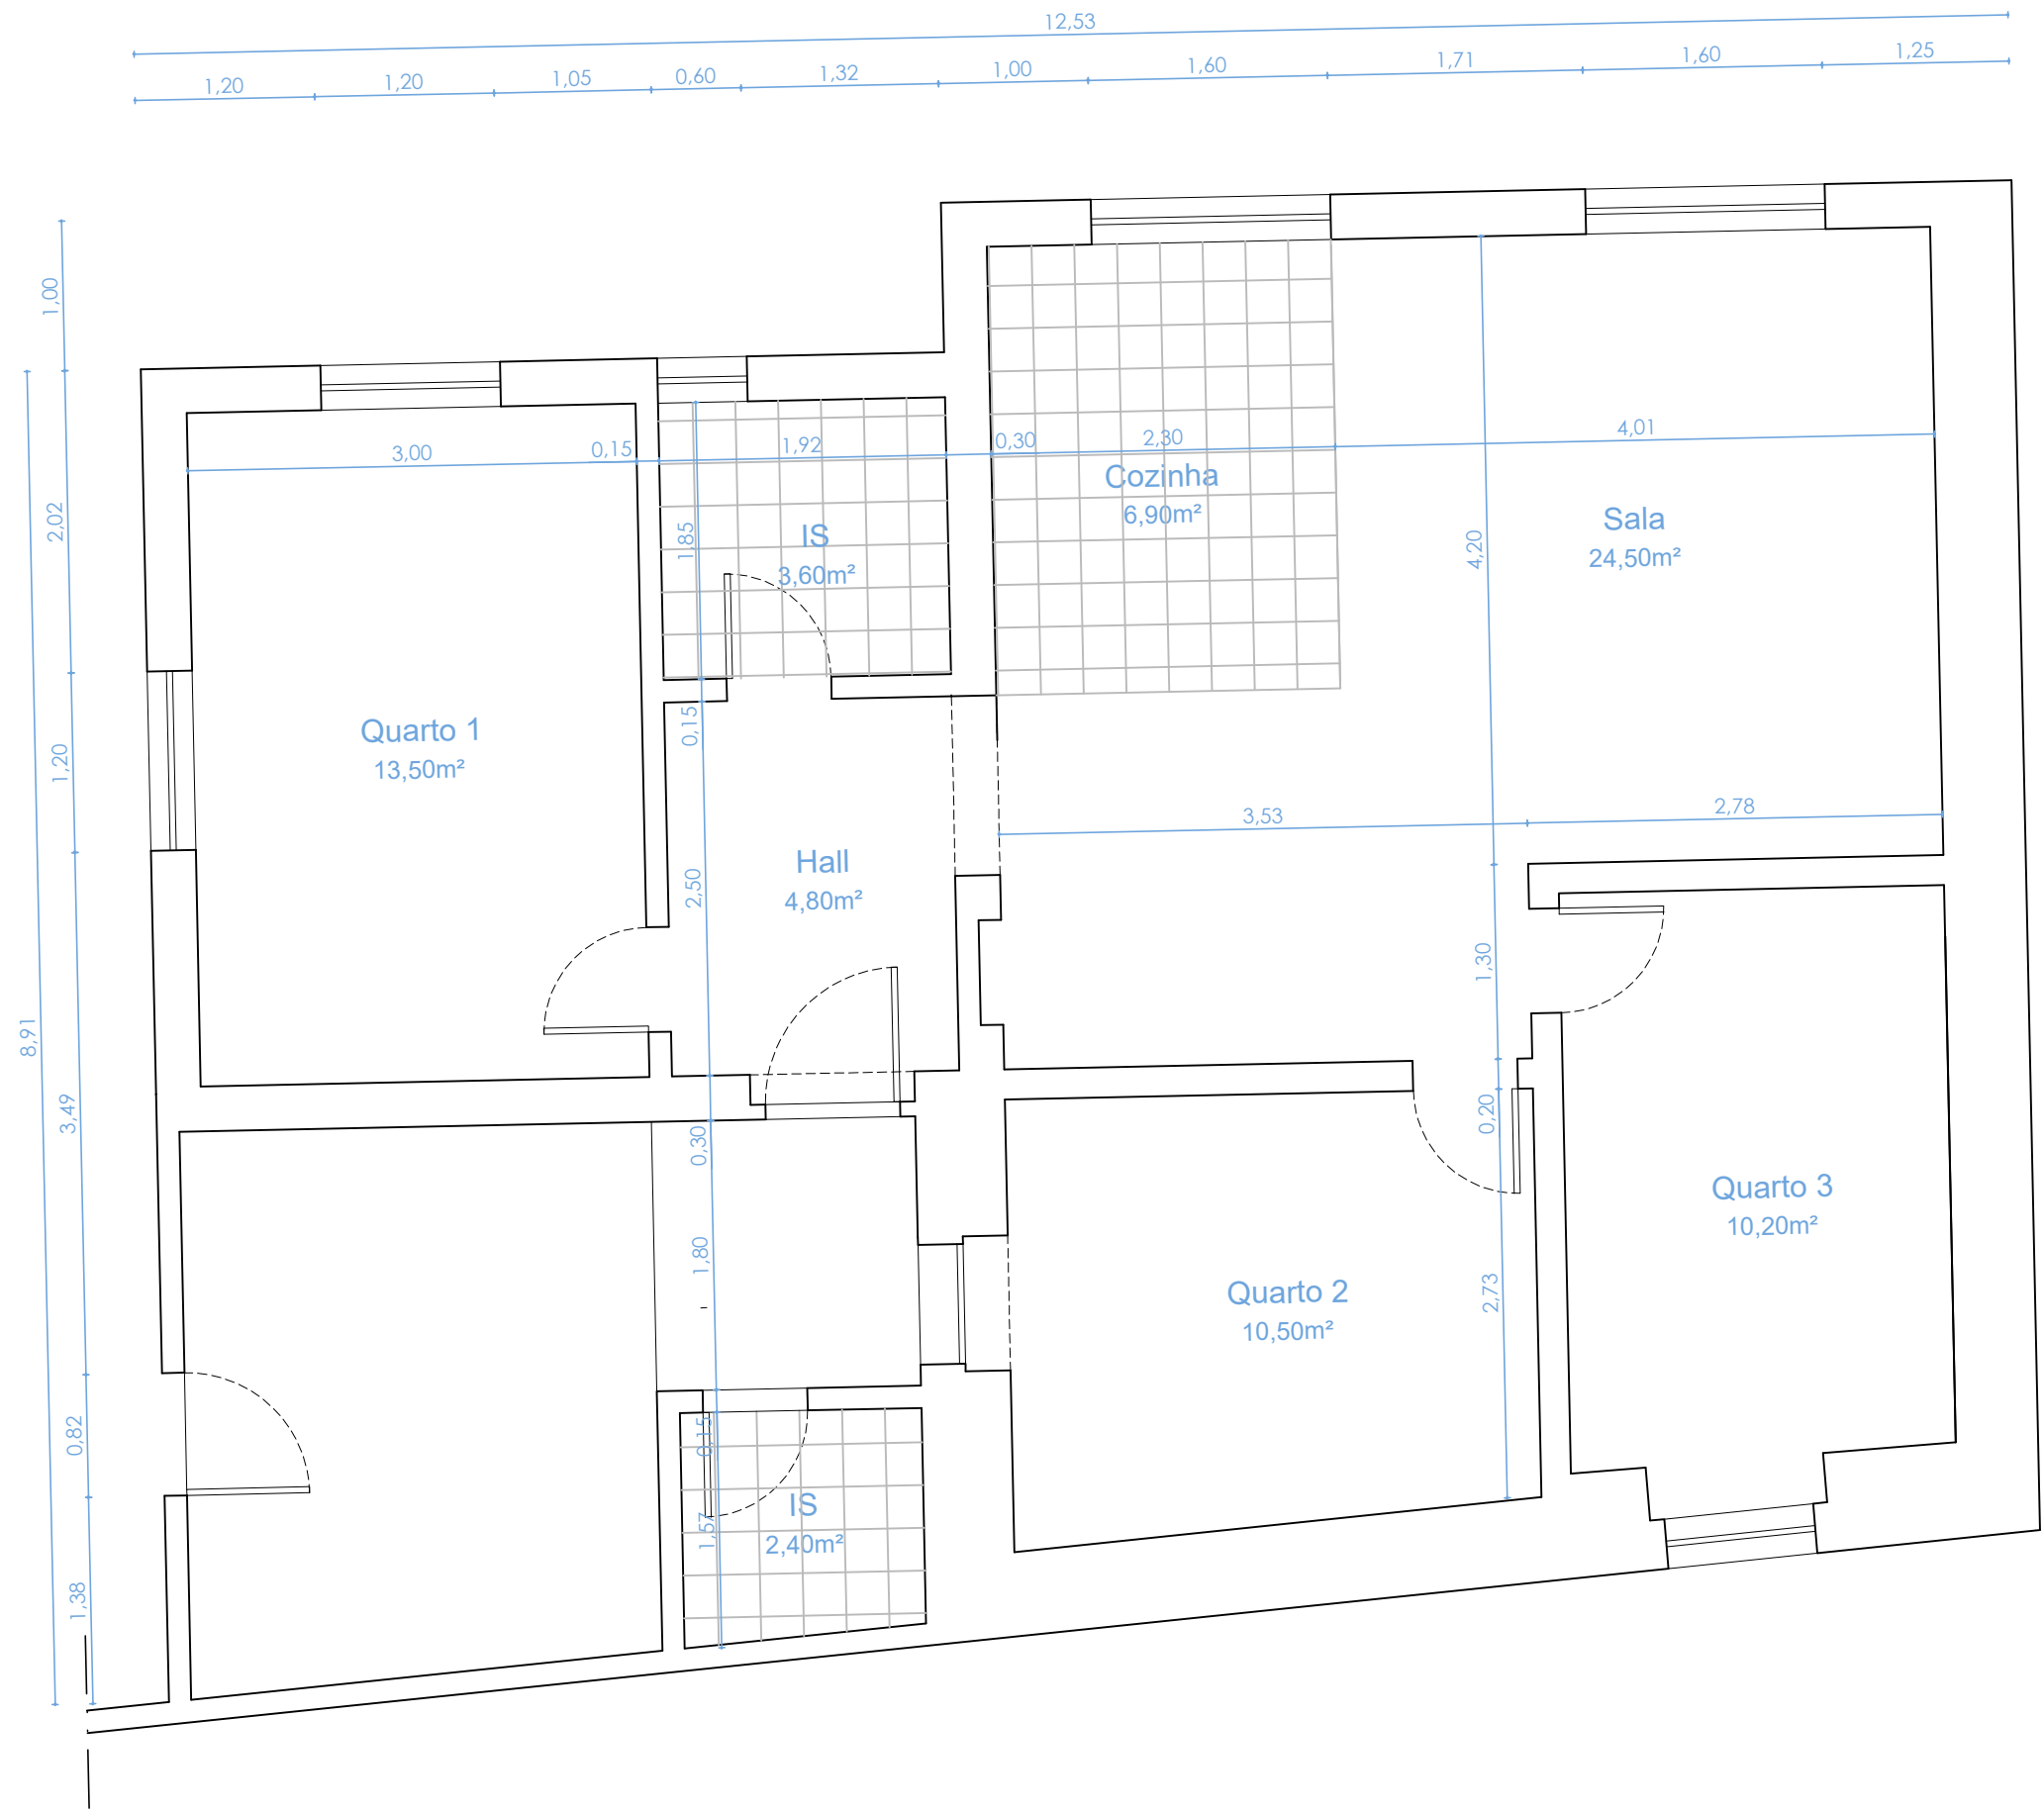 12,53
1,20
1,20
1,05
0,60
1,32
1,00
1,60
1,71
1,60
1,25
1,00
2,02
1,20
8,91
3,49
0,82
1,38
3,00
0,15
1,92
0,30
2,30
4,01
Cozinha
6,90m²
IS
3,60m²
1,85
4,20
Sala
24,50m²
Quarto 1
13,50m²
0,15
3,53
2,78
Hall
4,80m²
2,50
1,30
0,30
0,20
Quarto 3
10,20m²
1,80
Quarto 2
10,50m²
2,73
0,15
IS
2,40m²
1,57